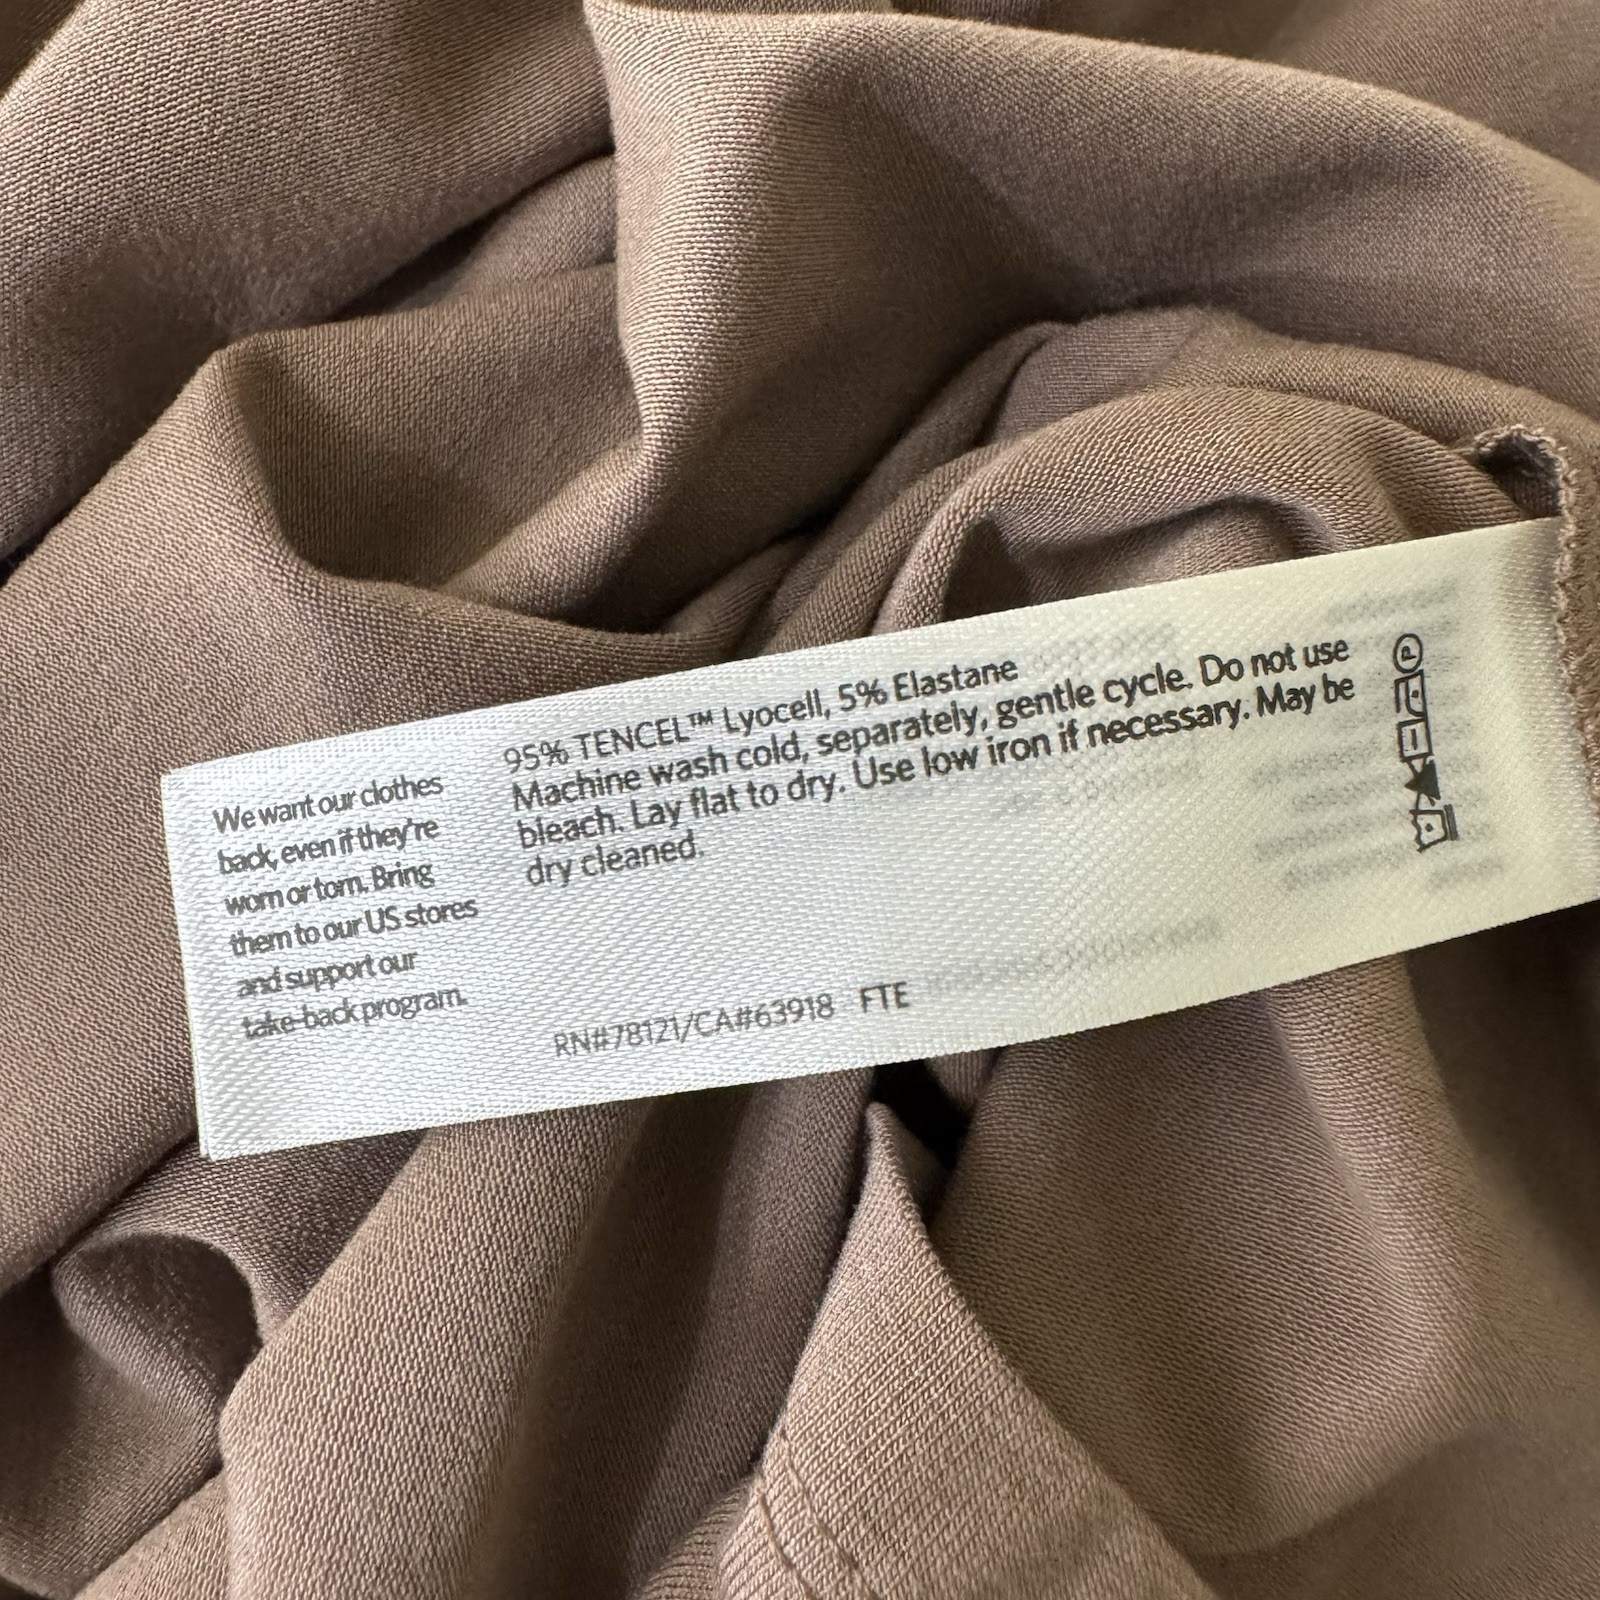 We want our clothes
back, even if they're
worn or torn. Bring
them to our US stores
and support our
take-back program.
95% TENCEL™ Lyocell, 5% Elastane
Machine wash cold, separately, gentle cycle. Do not use
bleach. Lay flat to dry. Use low iron if necessary. May be
dry cleaned.
RN#78121/CA#63918 FTE
P